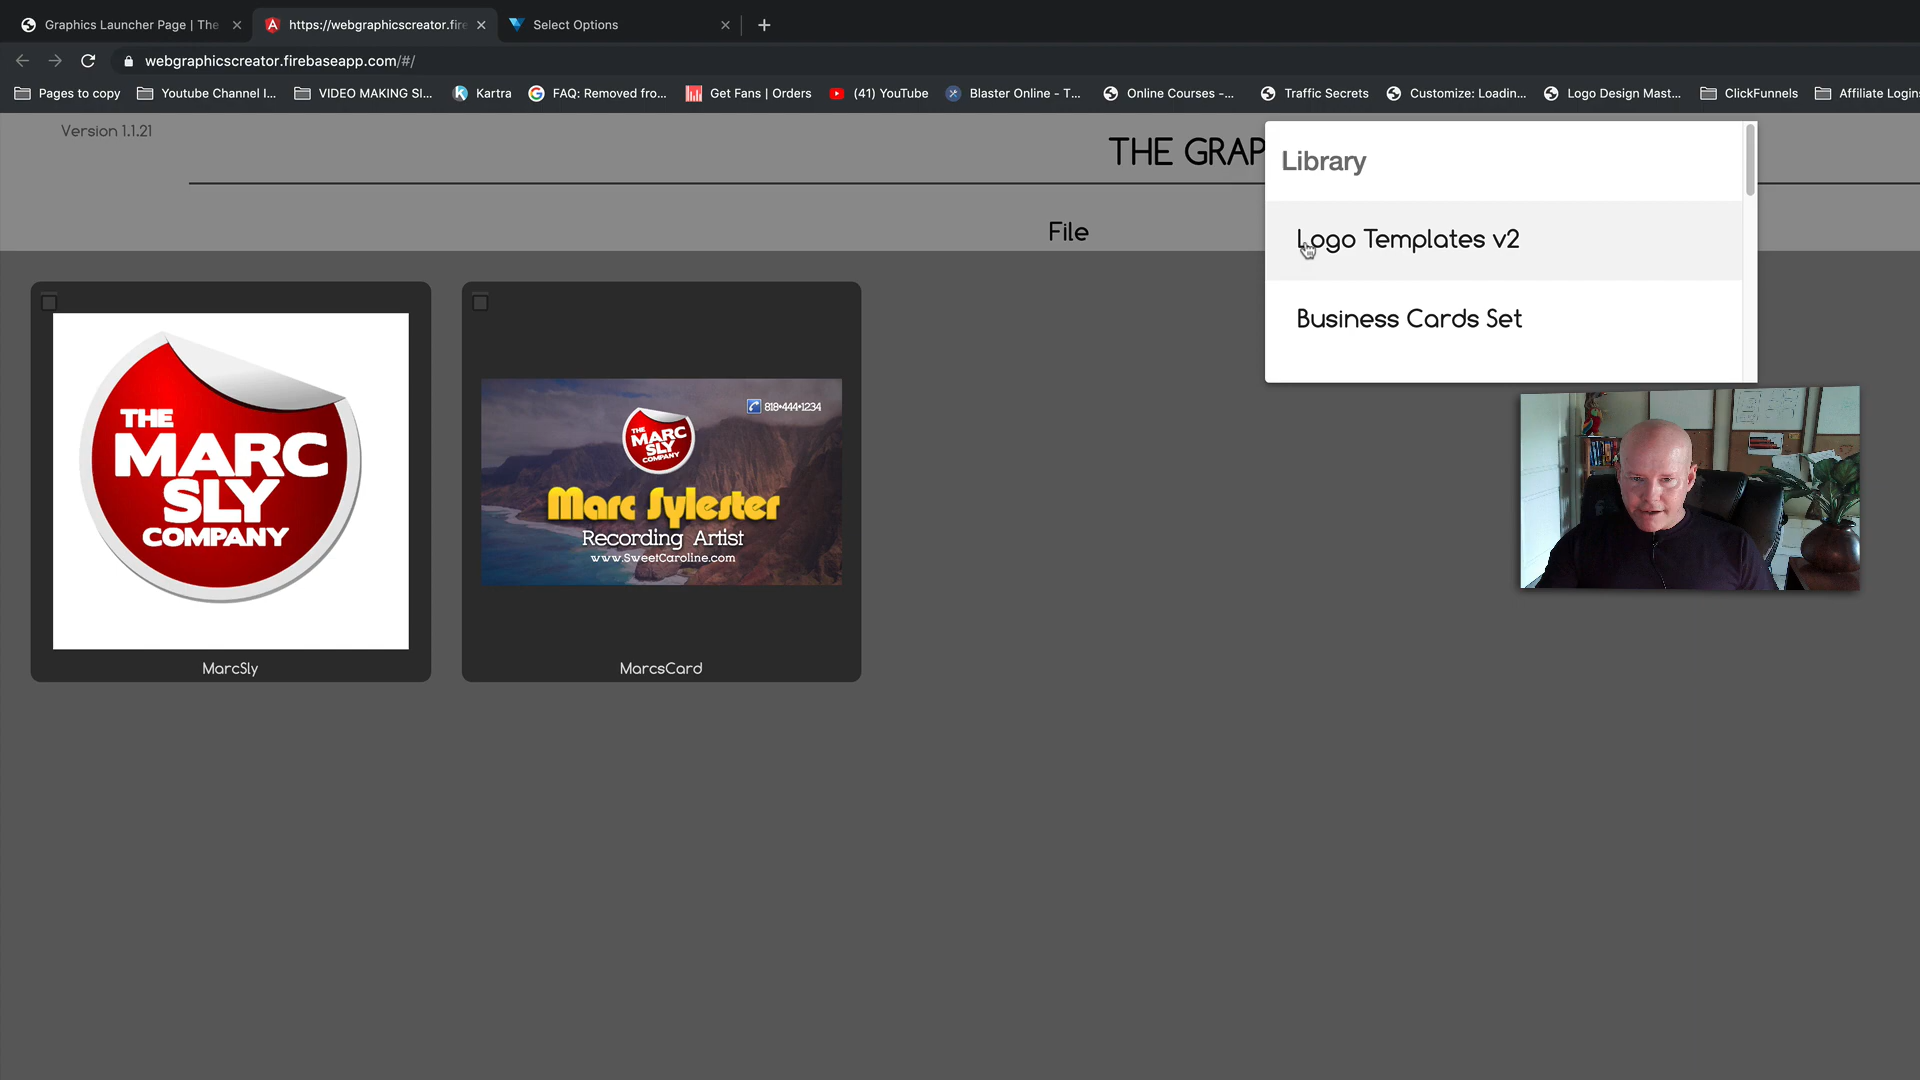 Graphics Launcher Page | The
https://webgraphicscreator.fire
Select Options
webgraphicscreator.firebaseapp.com/#/
Pages to copy
Youtube Channel I...
VIDEO MAKING SI...
Kartra
FAQ: Removed fro...
Get Fans | Orders
(41) YouTube
Blaster Online - T...
Online Courses -...
Traffic Secrets
Customize: Loadin...
Logo Design Mast...
ClickFunnels
Affiliate Logins
Version 1.1.21
THE GRAP
Library
File
Logo Templates v2
Business Cards Set
THE
MARC
SLY
COMPANY
MarcSly
818•444•1234
THE
MARC
SLY
COMPANY
Marc Sylester
Recording Artist
www.SweetCaroline.com
MarcsCard